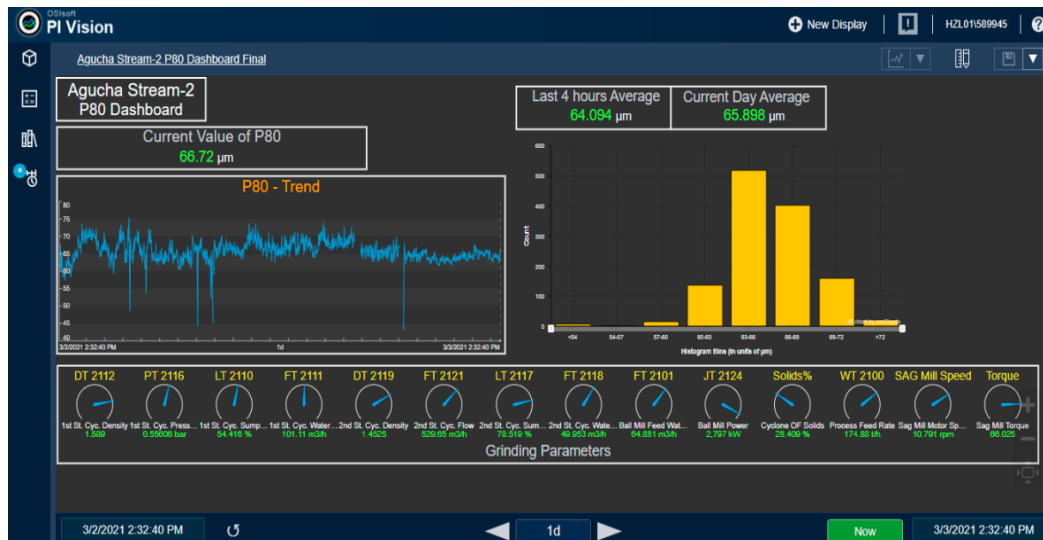 OSIsoft
PI Vision
New Display
HZL01\589945
Agucha Stream-2 P80 Dashboard Final
Agucha Stream-2
P80 Dashboard
Last 4 hours Average
64.094 μm
Current Day Average
65.898 μm
Current Value of P80
66.72 μm
P80 - Trend
80
75
70
65
60
55
50
45
40
3/2/2021 2:32:40 PM
1d
3/3/2021 2:32:40 PM
600
500
400
300
200
100
0
Count
<54
54-57
57-60
60-63
63-66
66-69
69-72
>72
Histogram Bins (in units of μm)
DT 2112
PT 2116
LT 2110
FT 2111
DT 2119
FT 2121
LT 2117
FT 2118
FT 2101
JT 2124
Solids%
WT 2100
SAG Mill Speed
Torque
1st St. Cyc. Density
1st St. Cyc. Press...
1st St. Cyc. Sump...
1st St. Cyc. Water...
2nd St. Cyc. Density
2nd St. Cyc. Flow
2nd St. Cyc. Sum...
2nd St. Cyc. Wate...
Ball Mill Feed Wat...
Ball Mill Power
Cyclone OF Solids
Process Feed Rate
Sag Mill Motor Sp...
Sag Mill Torque
1.589
0.55606 bar
54.416 %
101.11 m3/h
1.4525
529.65 m3/h
78.519 %
49.953 m3/h
64.881 m3/h
2,797 kW
28.409 %
174.88 t/h
10.791 rpm
66.025
Grinding Parameters
3/2/2021 2:32:40 PM
1d
Now
3/3/2021 2:32:40 PM